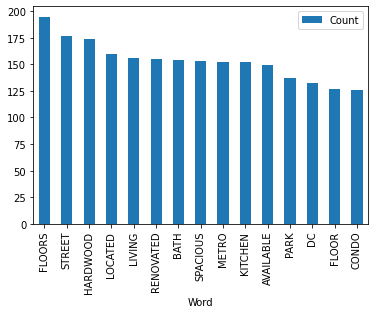 Count
200
175
150
125
100
75
50
25
0
FLOORS
STREET
HARDWOOD
LOCATED
LIVING
RENOVATED
BATH
SPACIOUS
METRO
KITCHEN
AVAILABLE
PARK
DC
FLOOR
CONDO
Word